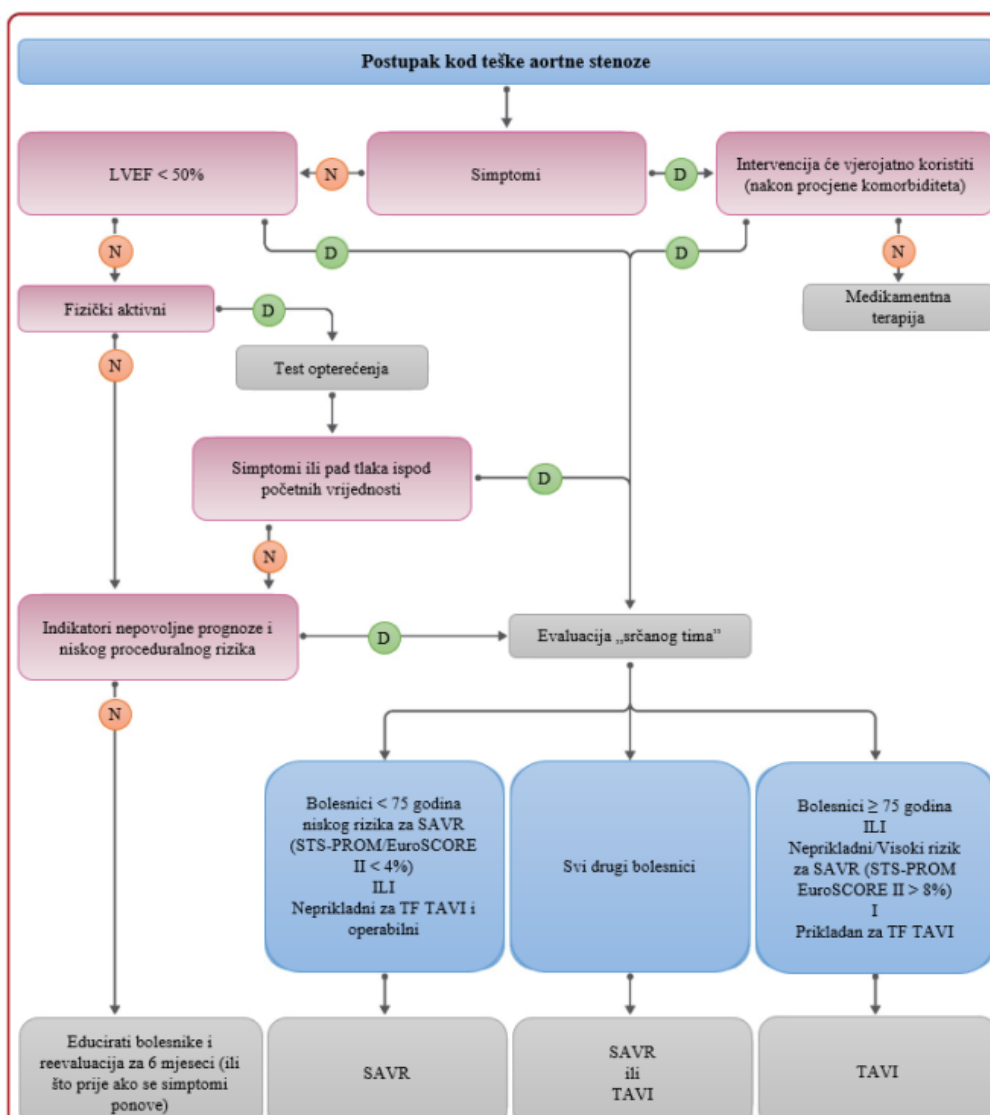 Postupak kod teške aortne stenoze
LVEF < 50%
N
Simptomi
D
Intervencija će vjerojatno koristiti
(nakon procjene komorbiditeta)
N
D
D
N
Fizički aktivni
D
Medikamentna
terapija
N
Test opterećenja
Simptomi ili pad tlaka ispod
početnih vrijednosti
D
N
Indikatori nepovoljne prognoze i
niskog proceduralnog rizika
D
Evaluacija „srčanog tima”
N
Bolesnici < 75 godina
niskog rizika za SAVR
(STS-PROM/EuroSCORE
II < 4%)
ILI
Neprikladni za TF TAVI i
operabilni
Svi drugi bolesnici
Bolesnici ≥ 75 godina
ILI
Neprikladni/Visoki rizik
za SAVR (STS-PROM
EuroSCORE II > 8%)
I
Prikladan za TF TAVI
Educirati bolesnike i
reevaluacija za 6 mjeseci (ili
što prije ako se simptomi
ponove)
SAVR
SAVR
ili
TAVI
TAVI